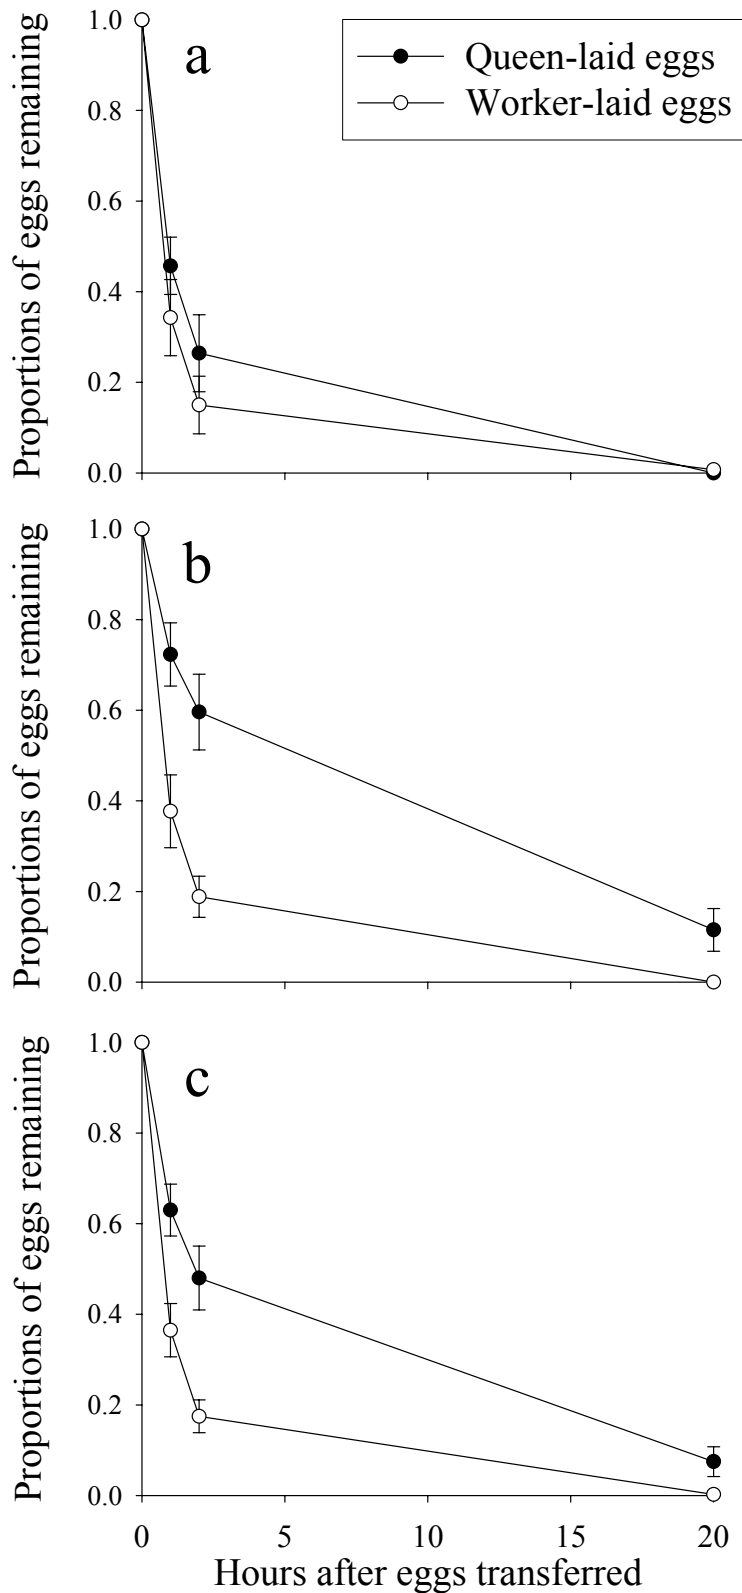 a
Queen-laid eggs
Worker-laid eggs
Proportions of eggs remaining
1.0
0.8
0.6
0.4
0.2
0.0
b
Proportions of eggs remaining
1.0
0.8
0.6
0.4
0.2
0.0
c
Proportions of eggs remaining
1.0
0.8
0.6
0.4
0.2
0.0
0 5 10 15 20
Hours after eggs transferred